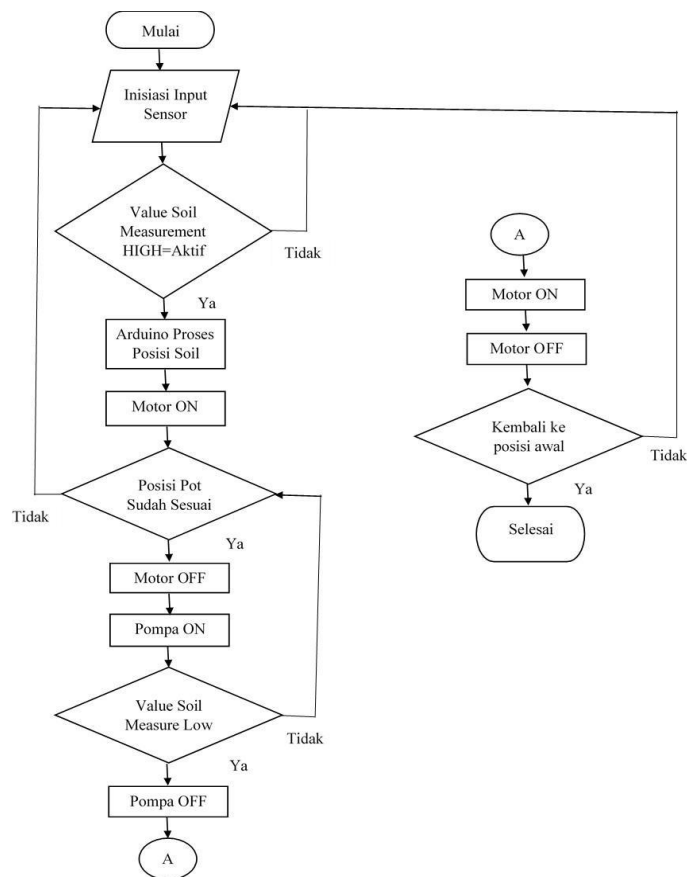 Mulai
Inisiasi Input
Sensor
Value Soil
Measurement
HIGH=Aktif
Tidak
Ya
Arduino Proses
Posisi Soil
Motor ON
Posisi Pot
Sudah Sesuai
Tidak
Ya
Motor OFF
Pompa ON
Value Soil
Measure Low
Tidak
Ya
Pompa OFF
A
A
Motor ON
Motor OFF
Kembali ke
posisi awal
Tidak
Ya
Selesai